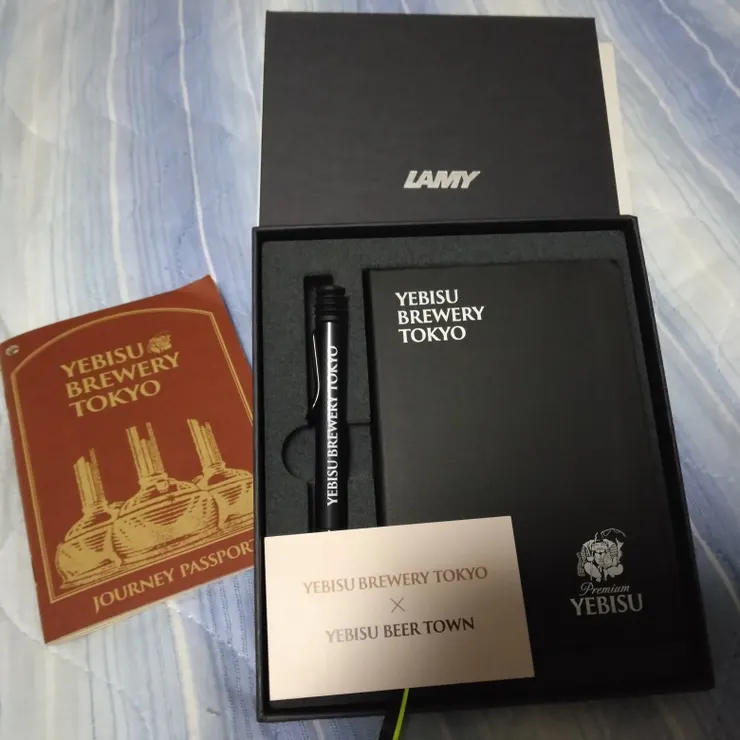 LAMY
YEBISU
BREWERY
TOKYO
YEBISU BREWERY TOKYO
Premium
YEBISU
YEBISU BREWERY TOKYO
×
YEBISU BEER TOWN
YEBISU
BREWERY
TOKYO
JOURNEY PASSPORT